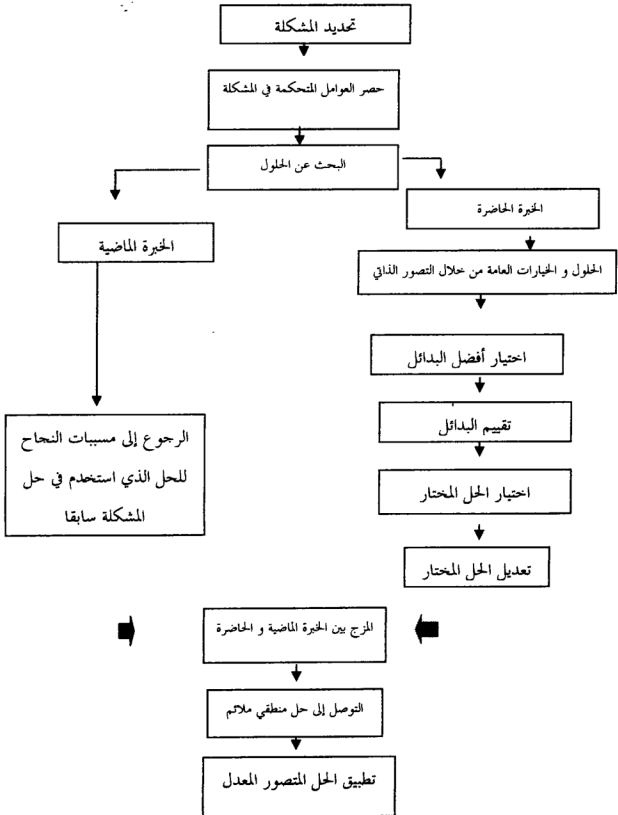 تحديد المشكلة
حصر العوامل المتحكمة في المشكلة
البحث عن الحلول
الخبرة الحاضرة
الخبرة الماضية
الحلول و الخيارات العامة من خلال التصور الذاتي
اختيار أفضل البدائل
تقييم البدائل
الرجوع إلى مسببات النجاح
للحل الذي استخدم في حل
المشكلة سابقا
اختيار الحل المختار
تعديل الحل المختار
المزج بين الخبرة الماضية و الحاضرة
التوصل إلى حل منطقي ملائم
تطبيق الحل المتصور المعدل